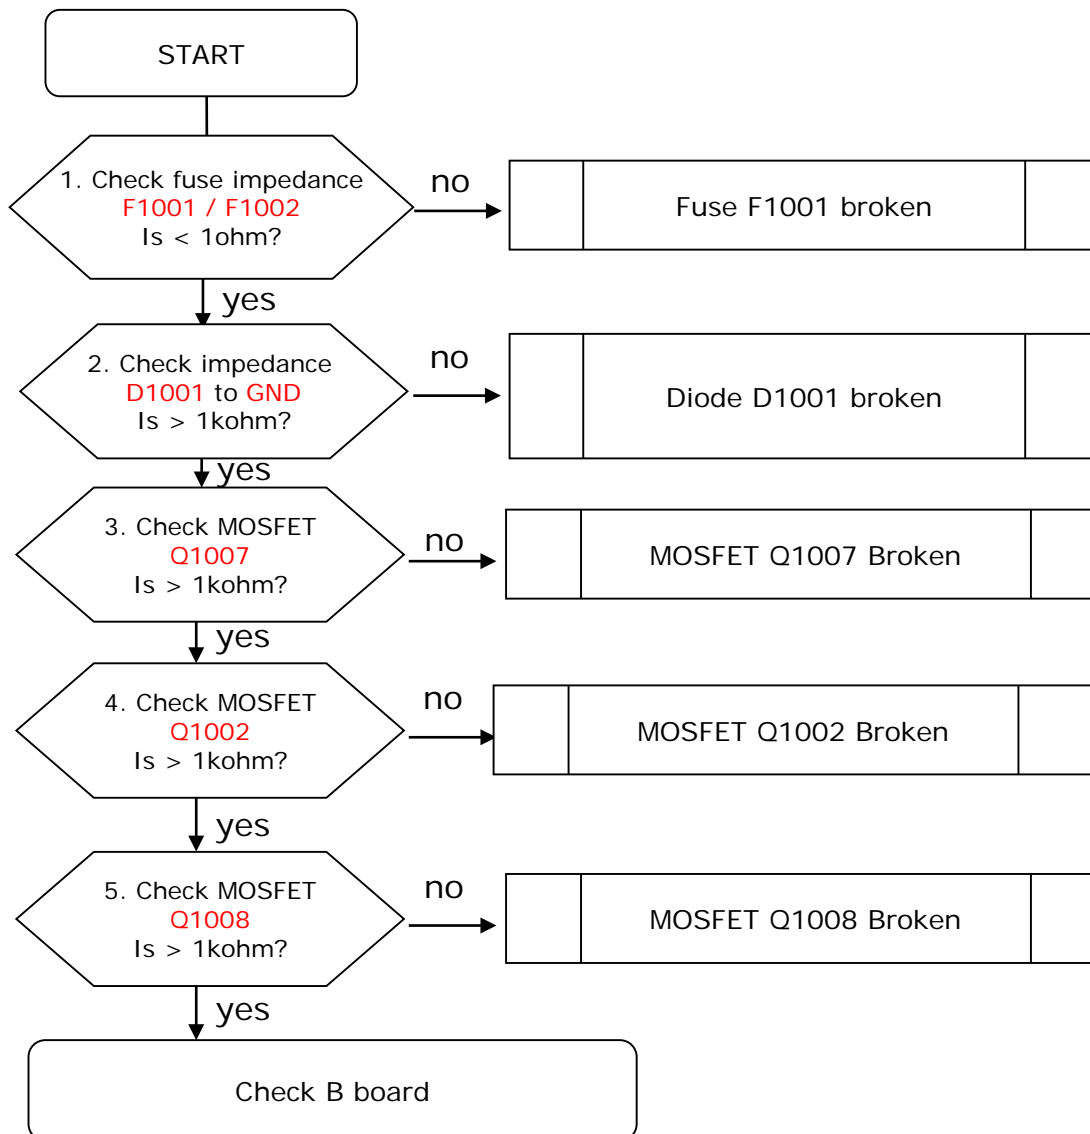 START
1. Check fuse impedance
F1001 / F1002
Is < 1ohm?
no
Fuse F1001 broken
yes
2. Check impedance
D1001 to GND
Is > 1kohm?
no
Diode D1001 broken
yes
3. Check MOSFET
Q1007
Is > 1kohm?
no
MOSFET Q1007 Broken
yes
4. Check MOSFET
Q1002
Is > 1kohm?
no
MOSFET Q1002 Broken
yes
5. Check MOSFET
Q1008
Is > 1kohm?
no
MOSFET Q1008 Broken
yes
Check B board